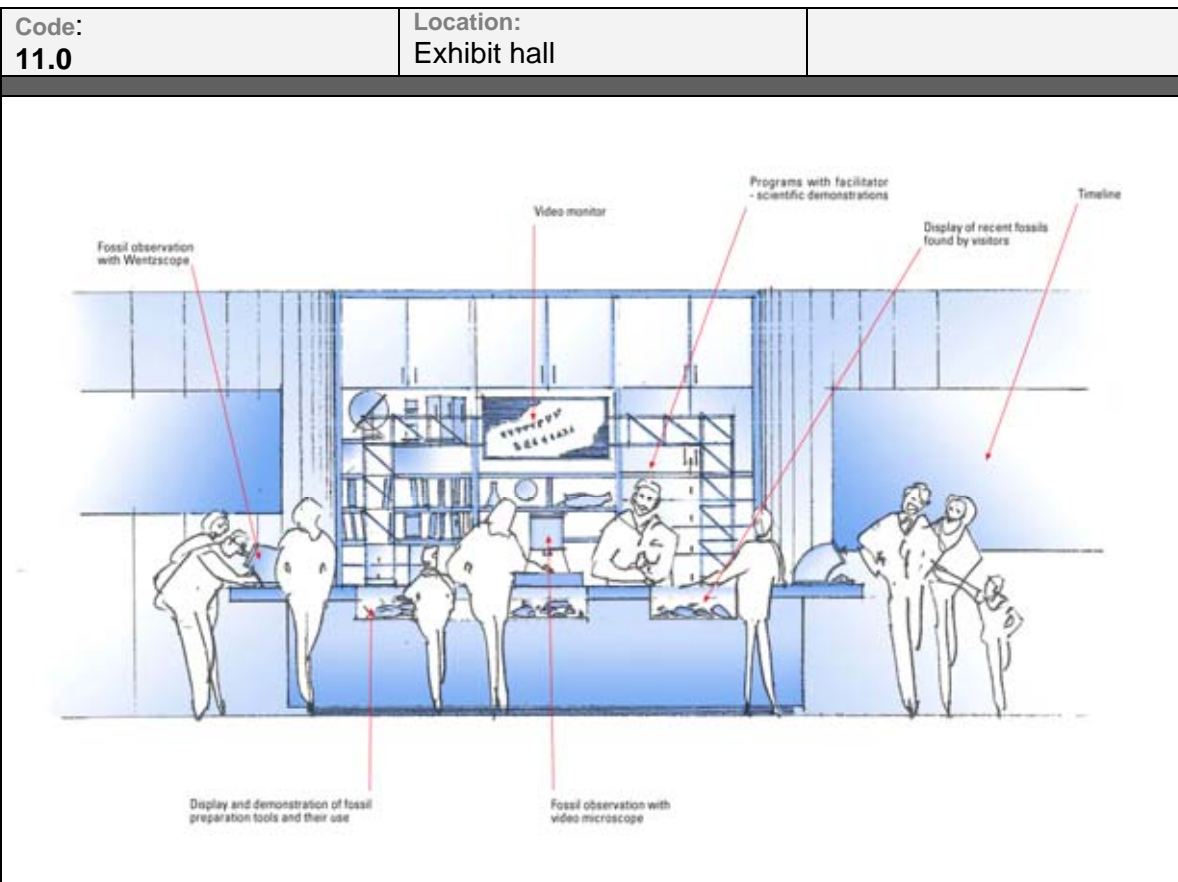 Code:
11.0
Location:
Exhibit hall
Programs with facilitator
- scientific demonstrations
Timeline
Video monitor
Display of recent fossils
found by visitors
Fossil observation
with Wentzscope
Display and demonstration of fossil
preparation tools and their use
Fossil observation with
video microscope